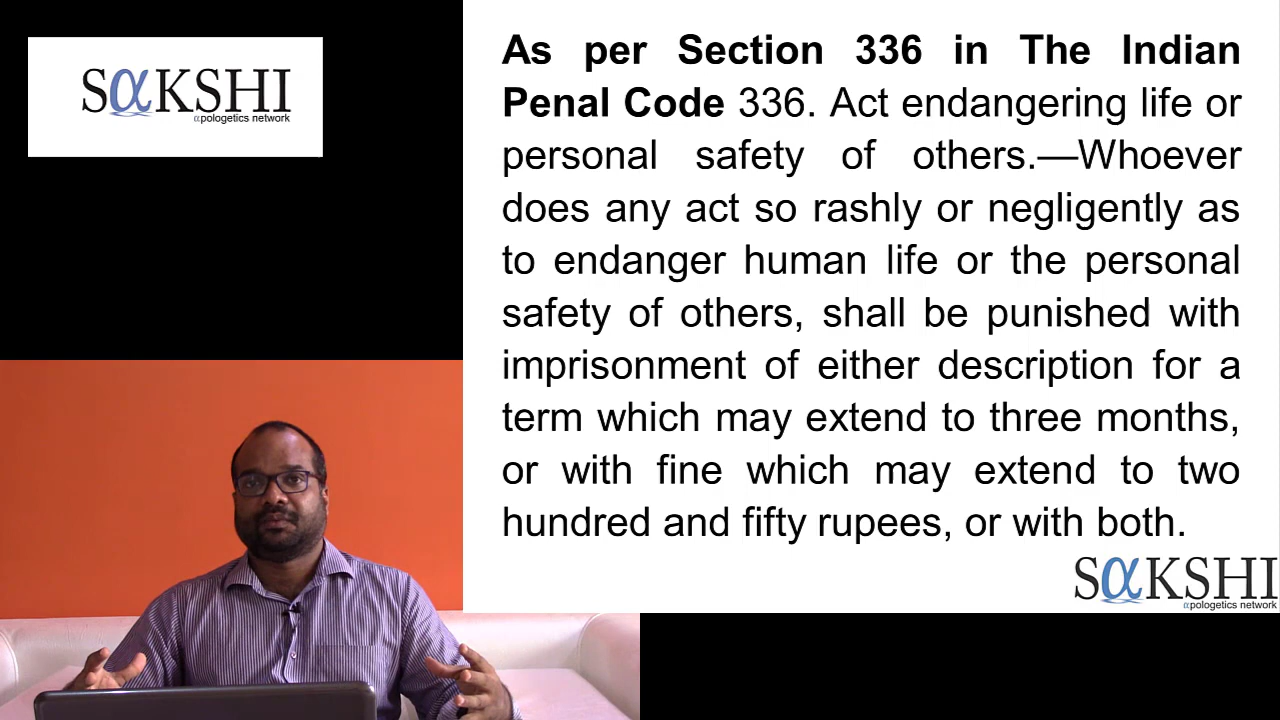 SαKSHI
αpologetics network
As per Section 336 in The Indian
Penal Code 336. Act endangering life or
personal safety of others.—Whoever
does any act so rashly or negligently as
to endanger human life or the personal
safety of others, shall be punished with
imprisonment of either description for a
term which may extend to three months,
or with fine which may extend to two
hundred and fifty rupees, or with both.
SαKSHI
αpologetics network